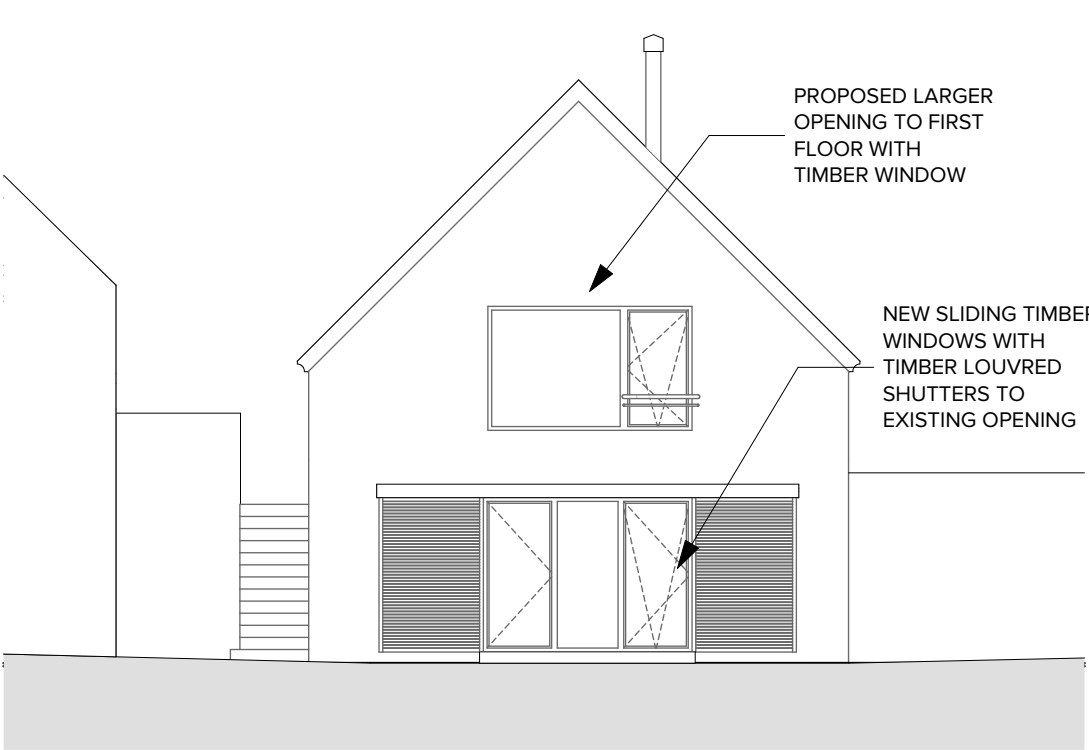 PROPOSED LARGER
OPENING TO FIRST
FLOOR WITH
TIMBER WINDOW
NEW SLIDING TIMBER
WINDOWS WITH
TIMBER LOUVRED
SHUTTERS TO
EXISTING OPENING